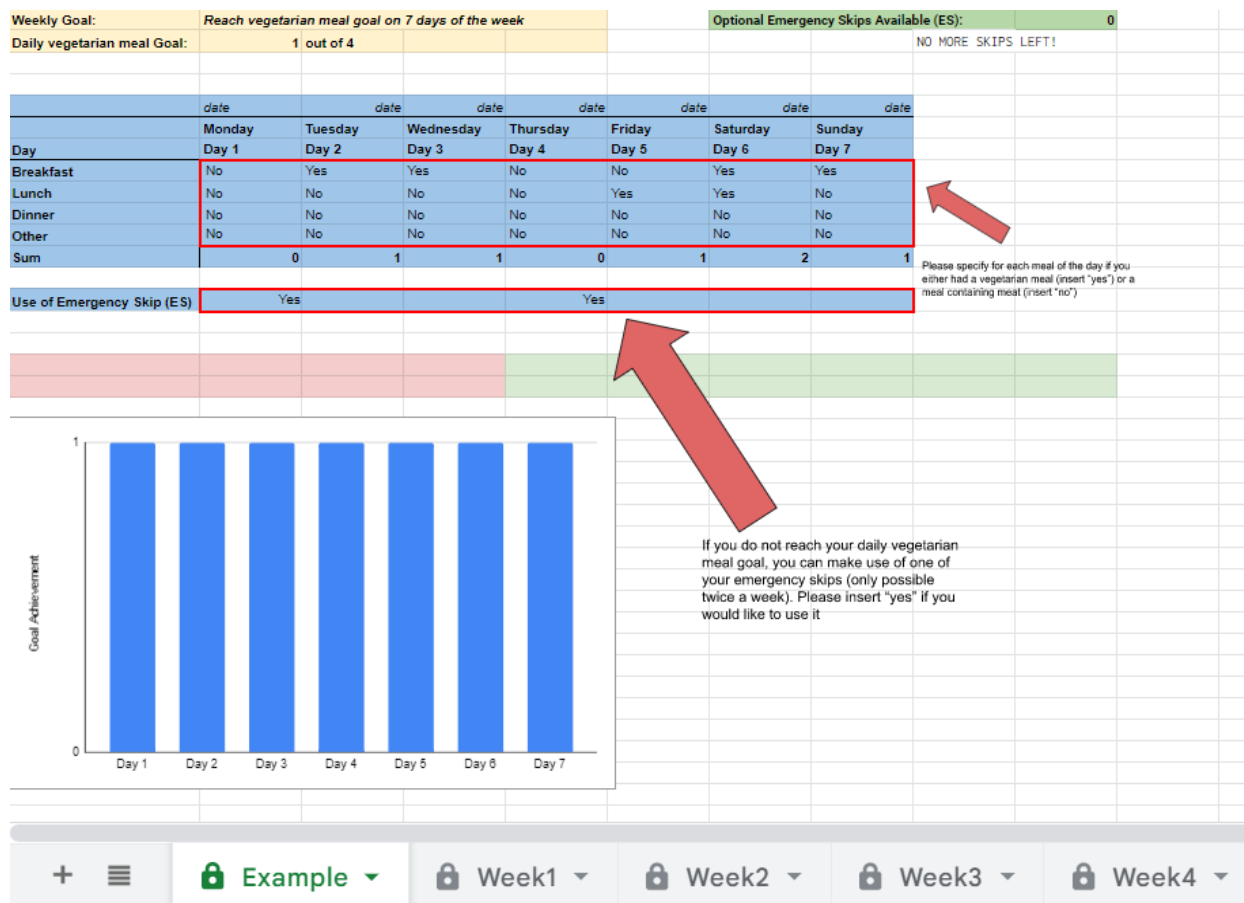 Weekly Goal: Reach vegetarian meal goal on 7 days of the week Optional Emergency Skips Available (ES): 0
Daily vegetarian meal Goal: 1 out of 4 NO MORE SKIPS LEFT!
date date date date date date date
Monday Tuesday Wednesday Thursday Friday Saturday Sunday
Day Day 1 Day 2 Day 3 Day 4 Day 5 Day 6 Day 7
Breakfast No Yes Yes No No Yes Yes
Lunch No No No No Yes Yes No
Dinner No No No No No No No
Other No No No No No No No
Sum 0 1 1 0 1 2 1
Please specify for each meal of the day if you
either had a vegetarian meal (insert "yes") or a
meal containing meat (insert "no")
Use of Emergency Skip (ES) Yes Yes
If you do not reach your daily vegetarian
meal goal, you can make use of one of
your emergency skips (only possible
twice a week). Please insert "yes" if you
would like to use it
1
Goal Achievement
0
Day 1 Day 2 Day 3 Day 4 Day 5 Day 6 Day 7
Example Week1 Week2 Week3 Week4